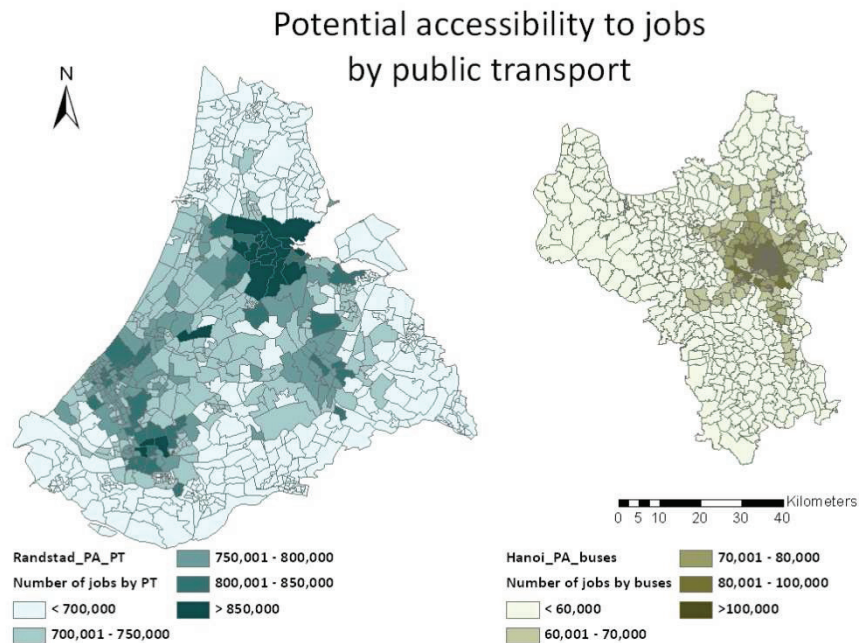 Potential accessibility to jobs
by public transport
N
Kilometers
0 5 10 20 30 40
Randstad_PA_PT
Number of jobs by PT
< 700,000
700,001 - 750,000
750,001 - 800,000
800,001 - 850,000
> 850,000
Hanoi_PA_buses
Number of jobs by buses
< 60,000
60,001 - 70,000
70,001 - 80,000
80,001 - 100,000
>100,000